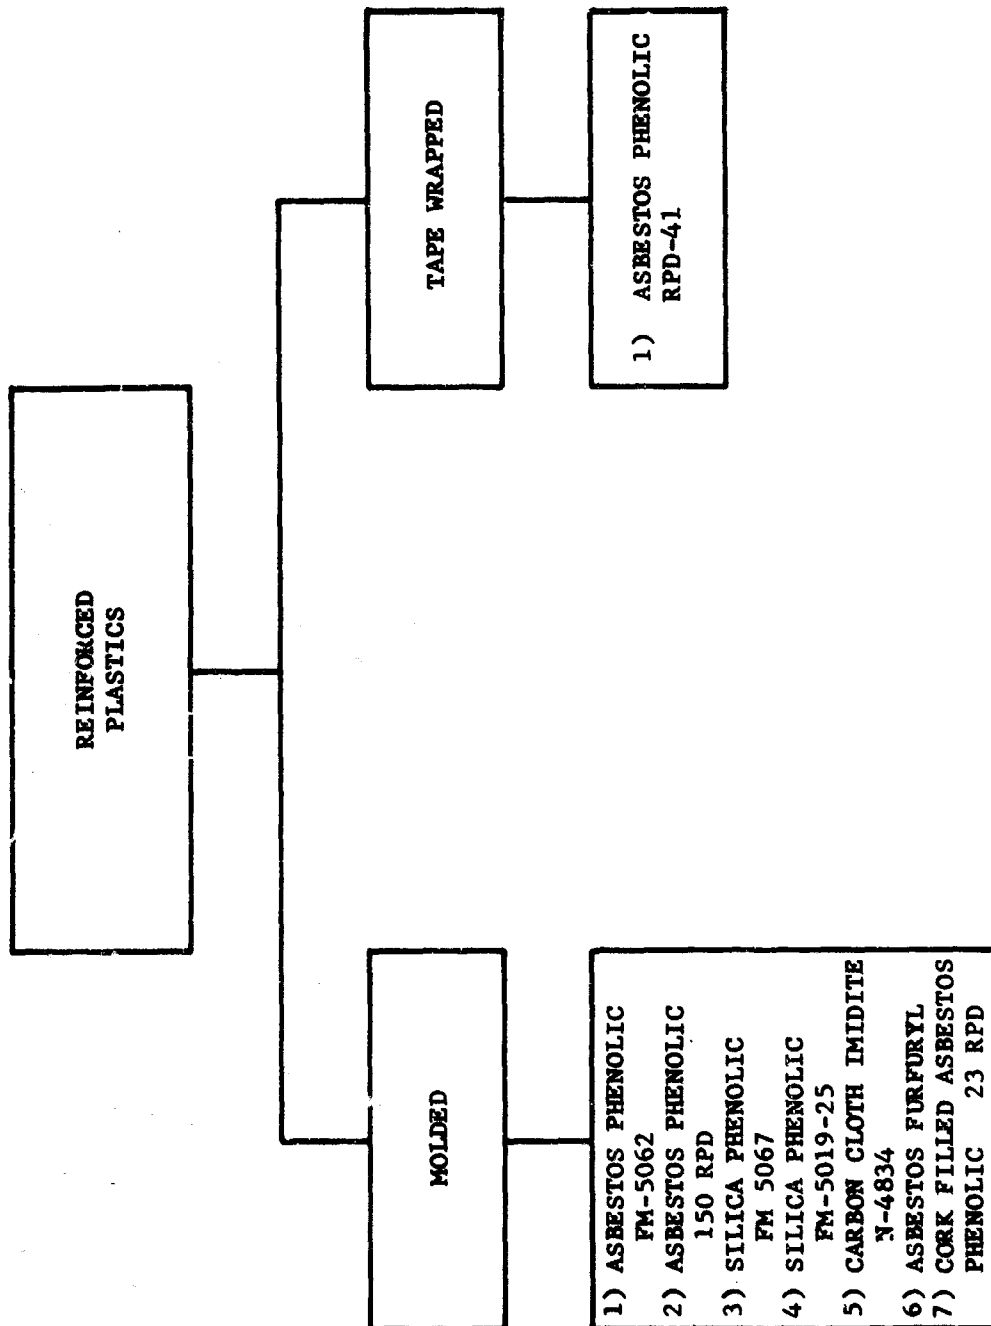 REINFORCED
PLASTICS
MOLDED
1) ASBESTOS PHENOLIC
FM-5062
2) ASBESTOS PHENOLIC
150 RPD
3) SILICA PHENOLIC
FM 5067
4) SILICA PHENOLIC
FM-5019-25
5) CARBON CLOTH IMIDITE
N-4834
6) ASBESTOS FURFURYL
7) CORK FILLED ASBESTOS
PHENOLIC 23 RPD
TAPE WRAPPED
1) ASBESTOS PHENOLIC
RPD-41